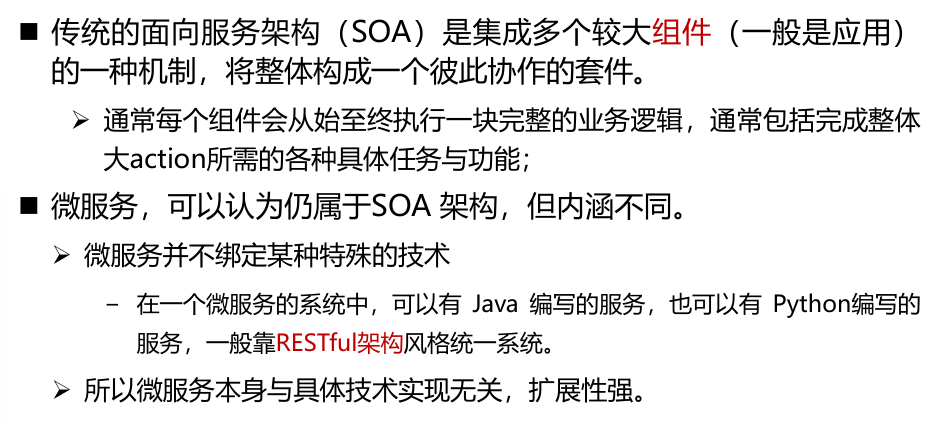 ■ 传统的面向服务架构（SOA）是集成多个较大组件（一般是应用）
的一种机制，将整体构成一个彼此协作的套件。
➢ 通常每个组件会从始至终执行一块完整的业务逻辑，通常包括完成整体
大action所需的各种具体任务与功能；
■ 微服务，可以认为仍属于SOA 架构，但内涵不同。
➢ 微服务并不绑定某种特殊的技术
– 在一个微服务的系统中，可以有 Java 编写的服务，也可以有 Python编写的
服务，一般靠RESTful架构风格统一系统。
➢ 所以微服务本身与具体技术实现无关，扩展性强。